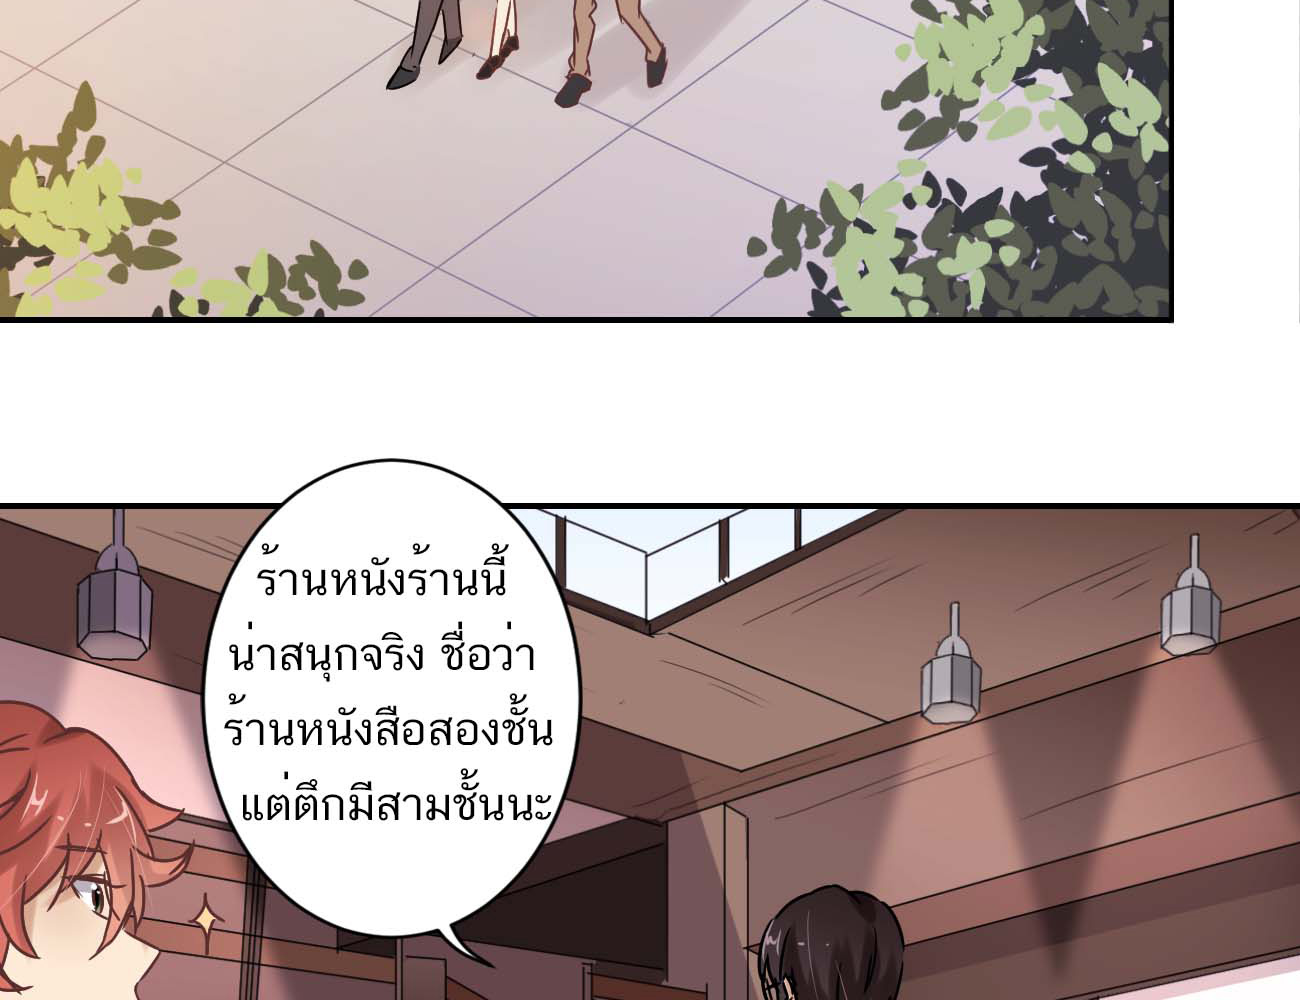 ร้านหนังร้านนี้
น่าสนุกจริง ชื่อว่า
ร้านหนังสือสองชั้น
แต่ตึกมีสามชั้นนะ